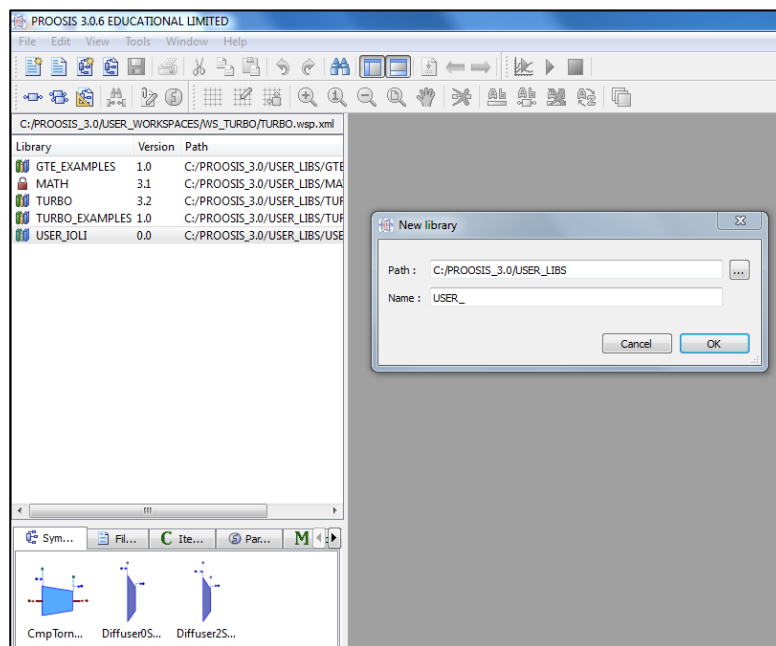 PROOSIS 3.0.6 EDUCATIONAL LIMITED
File Edit View Tools Window Help
C:/PROOSIS_3.0/USER_WORKSPACES/WS_TURBO/TURBO.wsp.xml
Library Version Path
GTE_EXAMPLES 1.0 C:/PROOSIS_3.0/USER_LIBS/GTE
MATH 3.1 C:/PROOSIS_3.0/USER_LIBS/MA
TURBO 3.2 C:/PROOSIS_3.0/USER_LIBS/TUR
TURBO_EXAMPLES 1.0 C:/PROOSIS_3.0/USER_LIBS/TUR
USER_IOLI 0.0 C:/PROOSIS_3.0/USER_LIBS/USE
New library
Path : C:/PROOSIS_3.0/USER_LIBS ...
Name : USER_
Cancel OK
Sym... Fil... C Ite... Par... M
CmpTorn... Diffuser0S... Diffuser2S...